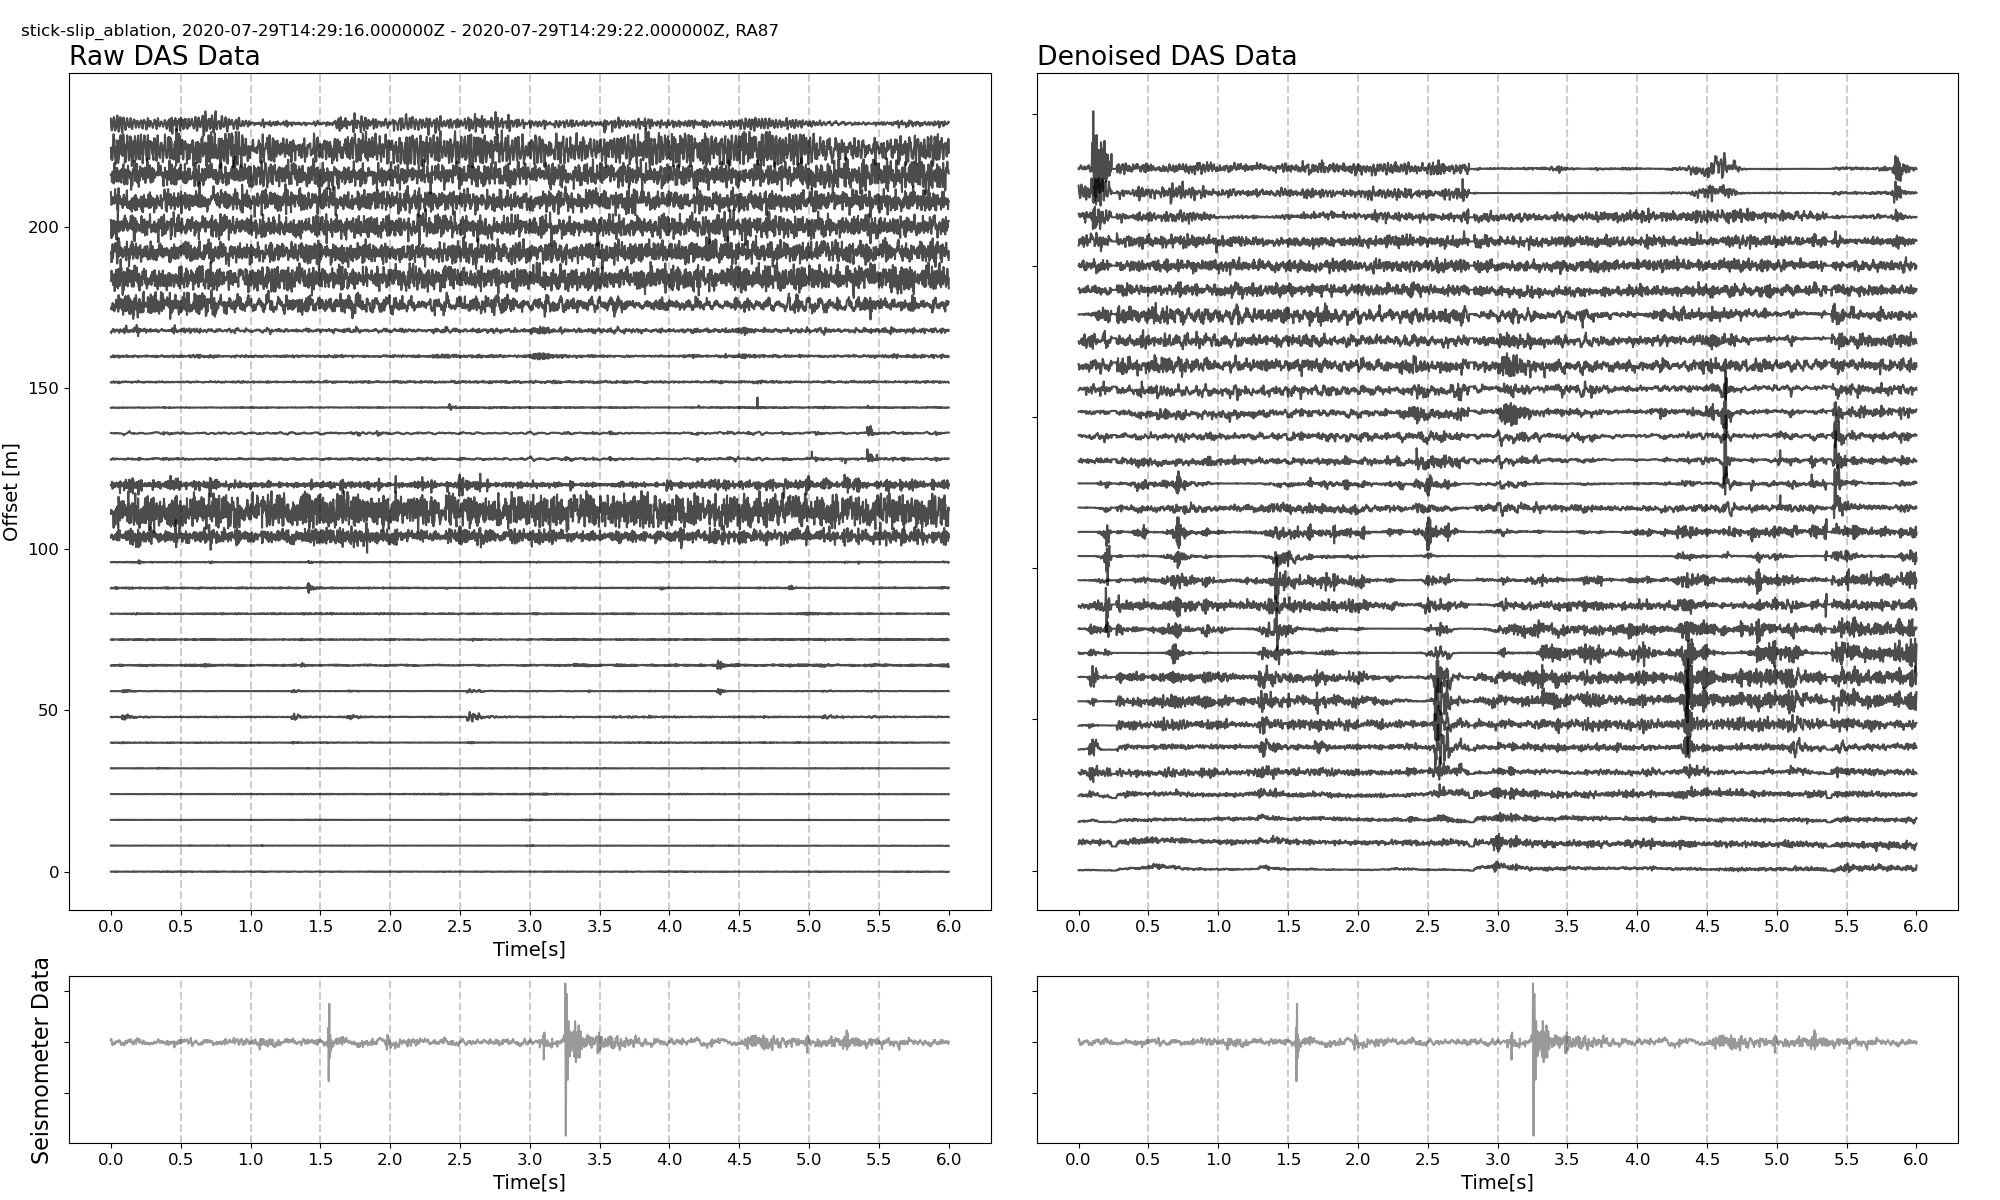 stick-slip_ablation, 2020-07-29T14:29:16.000000Z - 2020-07-29T14:29:22.000000Z, RA87
Raw DAS Data
Denoised DAS Data
Offset [m]
200
150
100
50
0
0.0 0.5 1.0 1.5 2.0 2.5 3.0 3.5 4.0 4.5 5.0 5.5 6.0
Time[s]
0.0 0.5 1.0 1.5 2.0 2.5 3.0 3.5 4.0 4.5 5.0 5.5 6.0
Seismometer Data
0.0 0.5 1.0 1.5 2.0 2.5 3.0 3.5 4.0 4.5 5.0 5.5 6.0
Time[s]
0.0 0.5 1.0 1.5 2.0 2.5 3.0 3.5 4.0 4.5 5.0 5.5 6.0
Time[s]